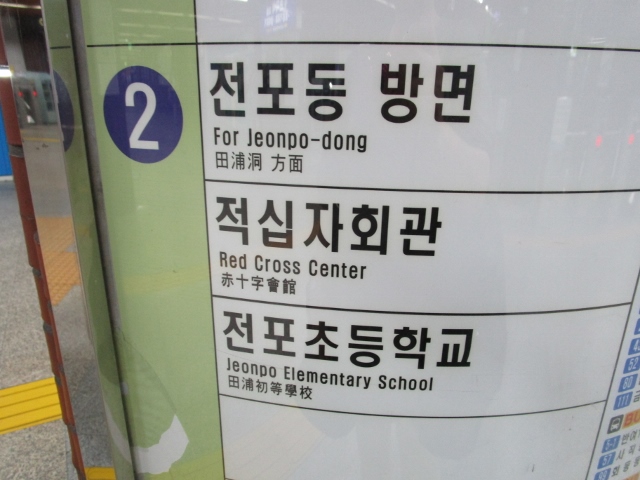 2
전포동 방면
For Jeonpo-dong
田浦洞 方面
적십자회관
Red Cross Center
赤十字會館
전포초등학교
Jeonpo Elementary School
田浦初等學校